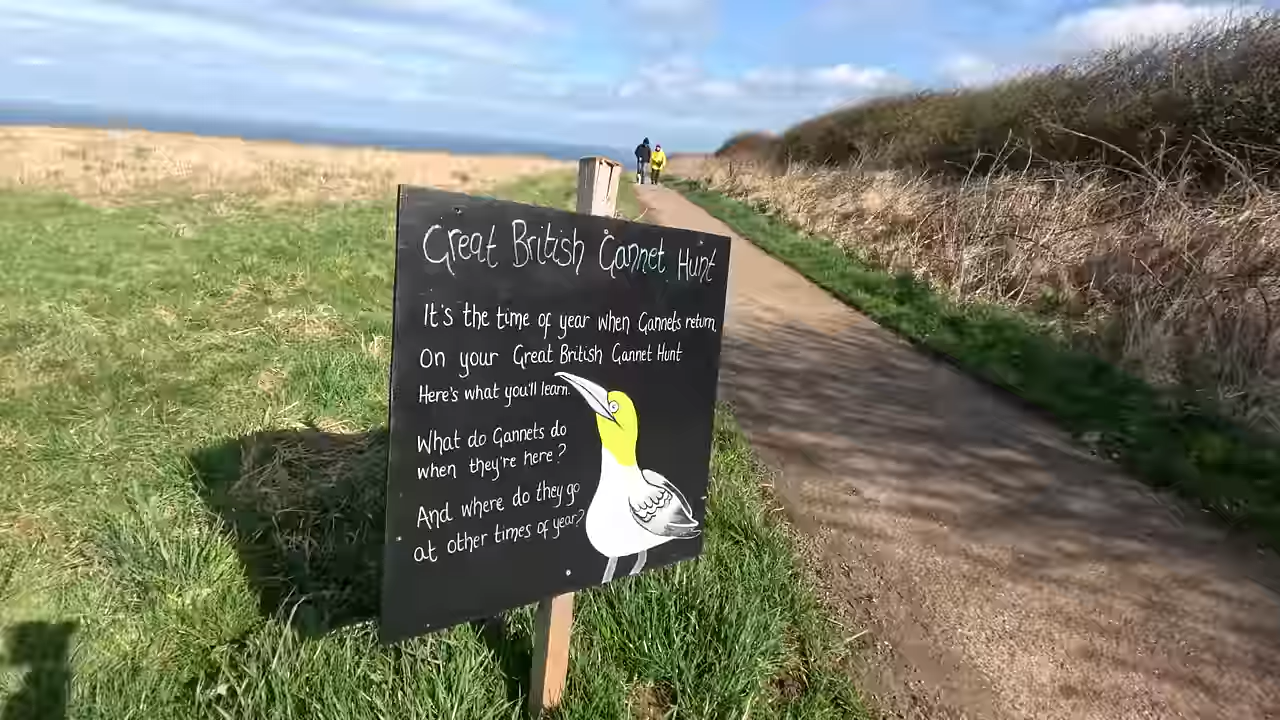 Great British Gannet Hunt
It's the time of year when Gannets return,
On your Great British Gannet Hunt
Here's what you'll learn.
What do Gannets do
when they're here?
And where do they go
at other times of year?